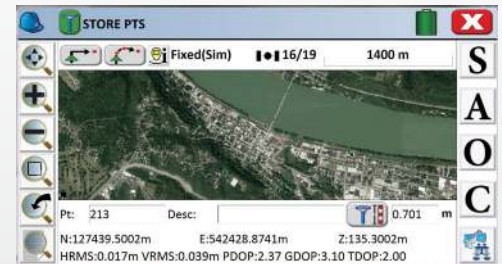 STORE PTS
Fixed(Sim) 16/19 1400 m
S
A
O
C
Pt: 213 Desc: 0.701 m
N:127439.5002m E:542428.8741m Z:135.3002m
HRMS:0.017m VRMS:0.039m PDOP:2.37 GDOP:3.10 TDOP:2.00